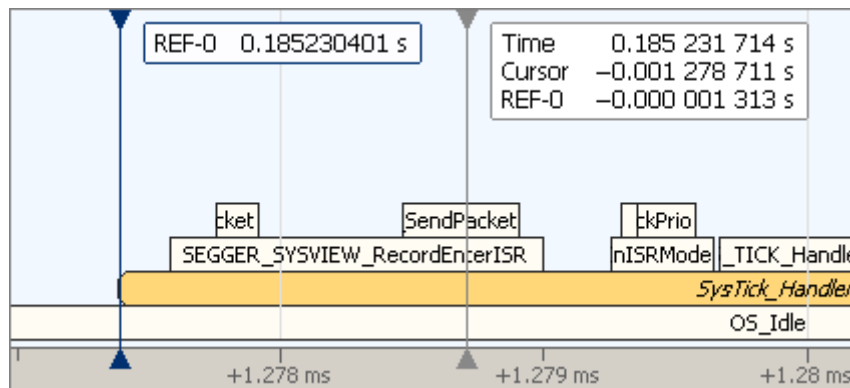 REF-0 0.185230401 s
Time 0.185 231 714 s
Cursor −0.001 278 711 s
REF-0 −0.000 001 313 s
cket
SendPacket
ckPrio
SEGGER_SYSVIEW_RecordEnterISR
nISRMode
_TICK_Handle
SysTick_Handler
OS_Idle
+1.278 ms
+1.279 ms
+1.28 ms